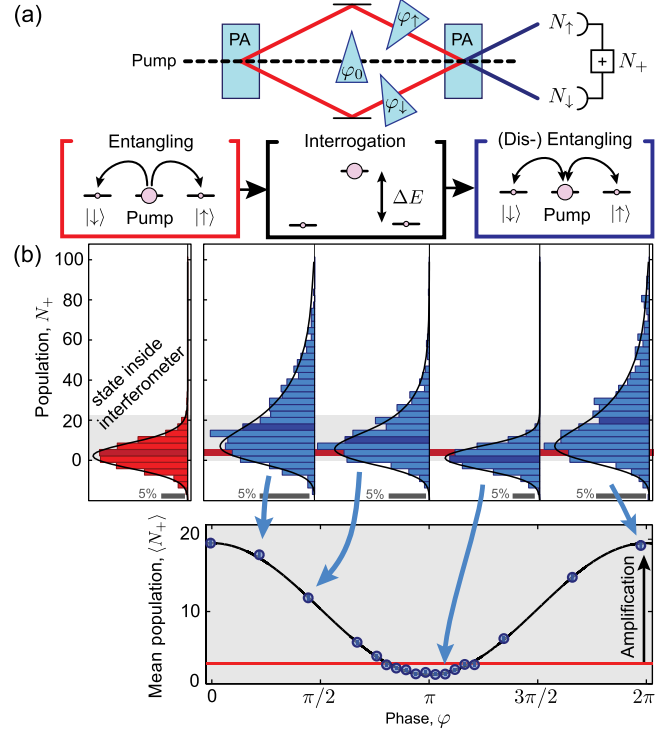 (a)
PA
PA
Pump
φ↑
φ0
φ↓
N↑
N↓
+
N+
Entangling
Interrogation
(Dis-) Entangling
|↓⟩
Pump
|↑⟩
ΔE
|↓⟩
Pump
|↑⟩
(b)
Population, N+
100
80
60
40
20
0
state inside
interferometer
5%
5%
5%
5%
5%
Mean population, ⟨N+⟩
20
10
0
Amplification
0
π/2
π
3π/2
2π
Phase, φ